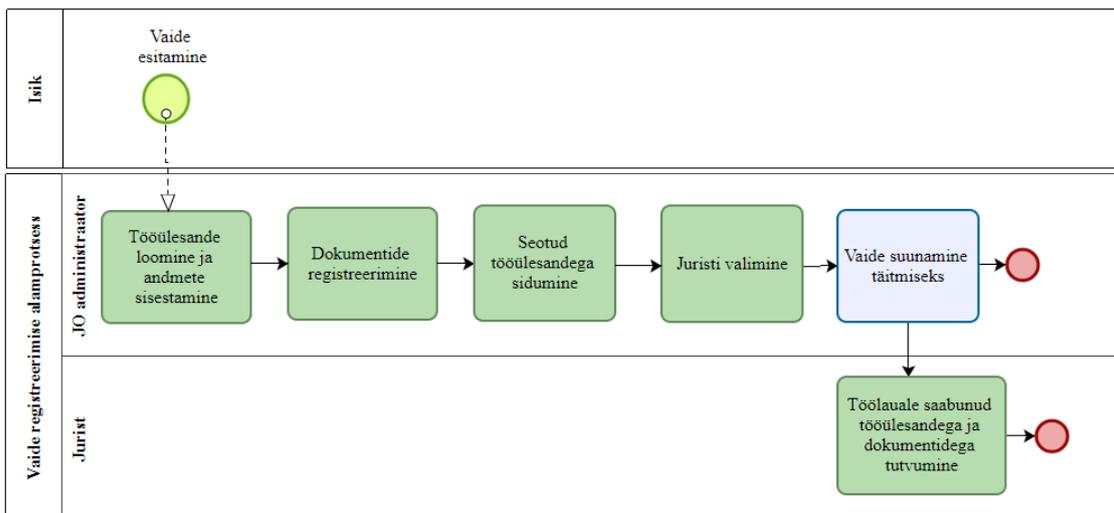 Isik
Vaide
esitamine
Vaide registreerimise alamprotsess
JO administraator
Tööülesande
loomine ja
andmete
sisestamine
Dokumentide
registreerimine
Seotud
tööülesandega
sidumine
Juristi valimine
Vaide suunamine
täitmiseks
Jurist
Töölauale saabunud
tööülesandega ja
dokumentidega
tutvumine